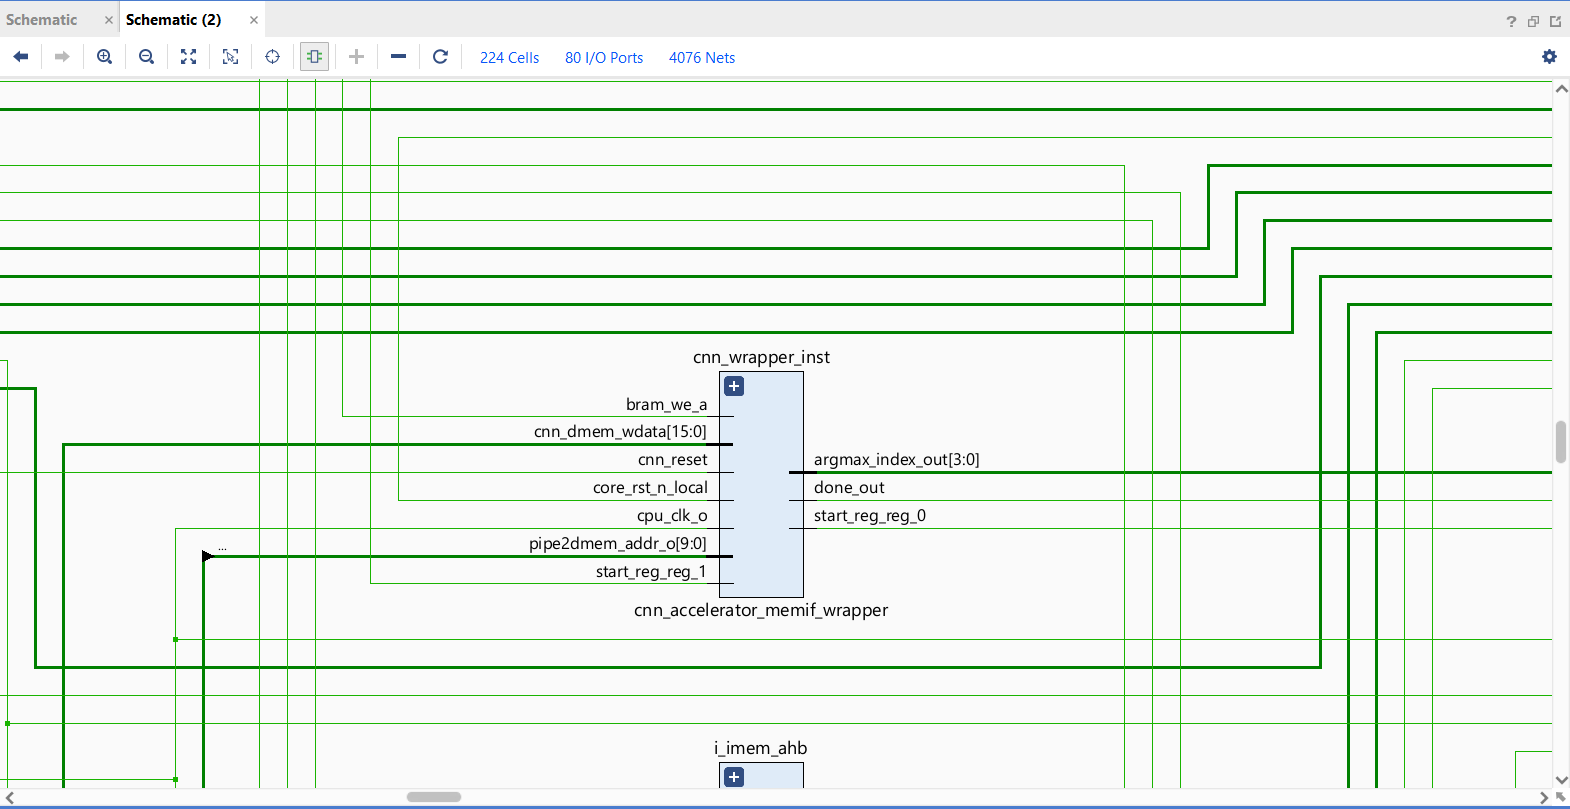 Schematic
Schematic (2)
224 Cells 80 I/O Ports 4076 Nets
cnn_wrapper_inst
bram_we_a
cnn_dmem_wdata[15:0]
cnn_reset
argmax_index_out[3:0]
core_rst_n_local
done_out
cpu_clk_o
start_reg_reg_0
...
pipe2dmem_addr_o[9:0]
start_reg_reg_1
cnn_accelerator_memif_wrapper
i_imem_ahb